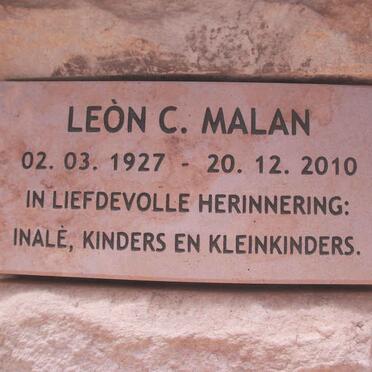 LEÒN C. MALAN
02. 03. 1927 - 20. 12. 2010
IN LIEFDEVOLLE HERINNERING:
INALÈ, KINDERS EN KLEINKINDERS.